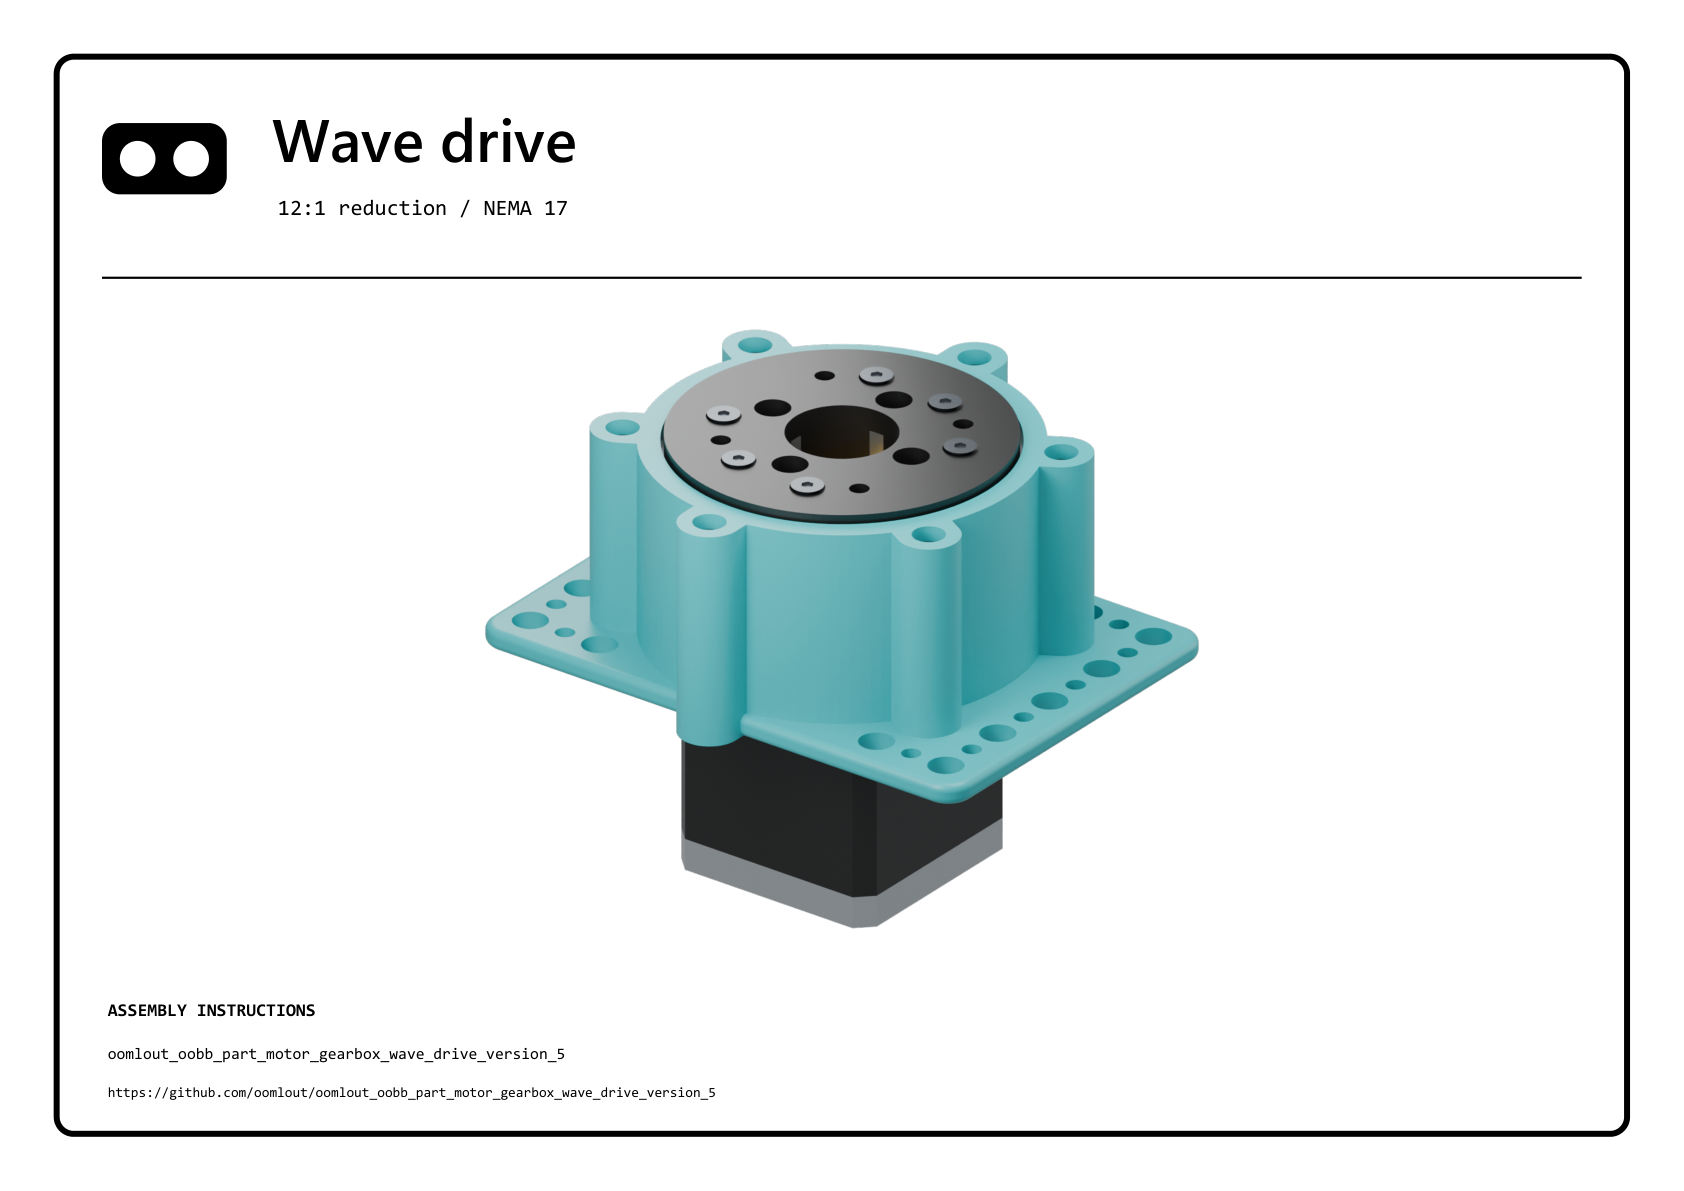 Wave drive
12:1 reduction / NEMA 17
ASSEMBLY INSTRUCTIONS
oomlout_oobb_part_motor_gearbox_wave_drive_version_5
https://github.com/oomlout/oomlout_oobb_part_motor_gearbox_wave_drive_version_5